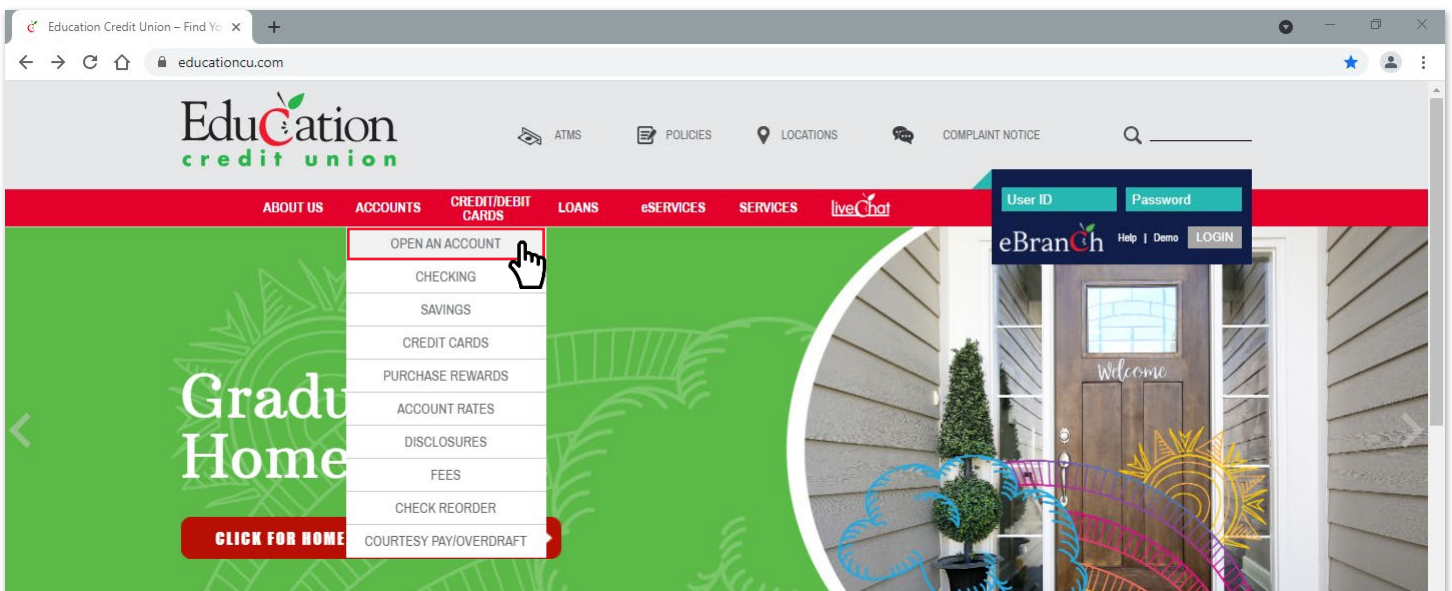 Education Credit Union – Find Yo
educationcu.com
Education
credit union
ATMS
POLICIES
LOCATIONS
COMPLAINT NOTICE
User ID
Password
eBranch
Help | Demo
LOGIN
ABOUT US
ACCOUNTS
CREDIT/DEBIT
CARDS
LOANS
eSERVICES
SERVICES
liveChat
OPEN AN ACCOUNT
CHECKING
SAVINGS
CREDIT CARDS
PURCHASE REWARDS
ACCOUNT RATES
DISCLOSURES
FEES
CHECK REORDER
COURTESY PAY/OVERDRAFT
Gradu
Home
CLICK FOR HOME
Welcome